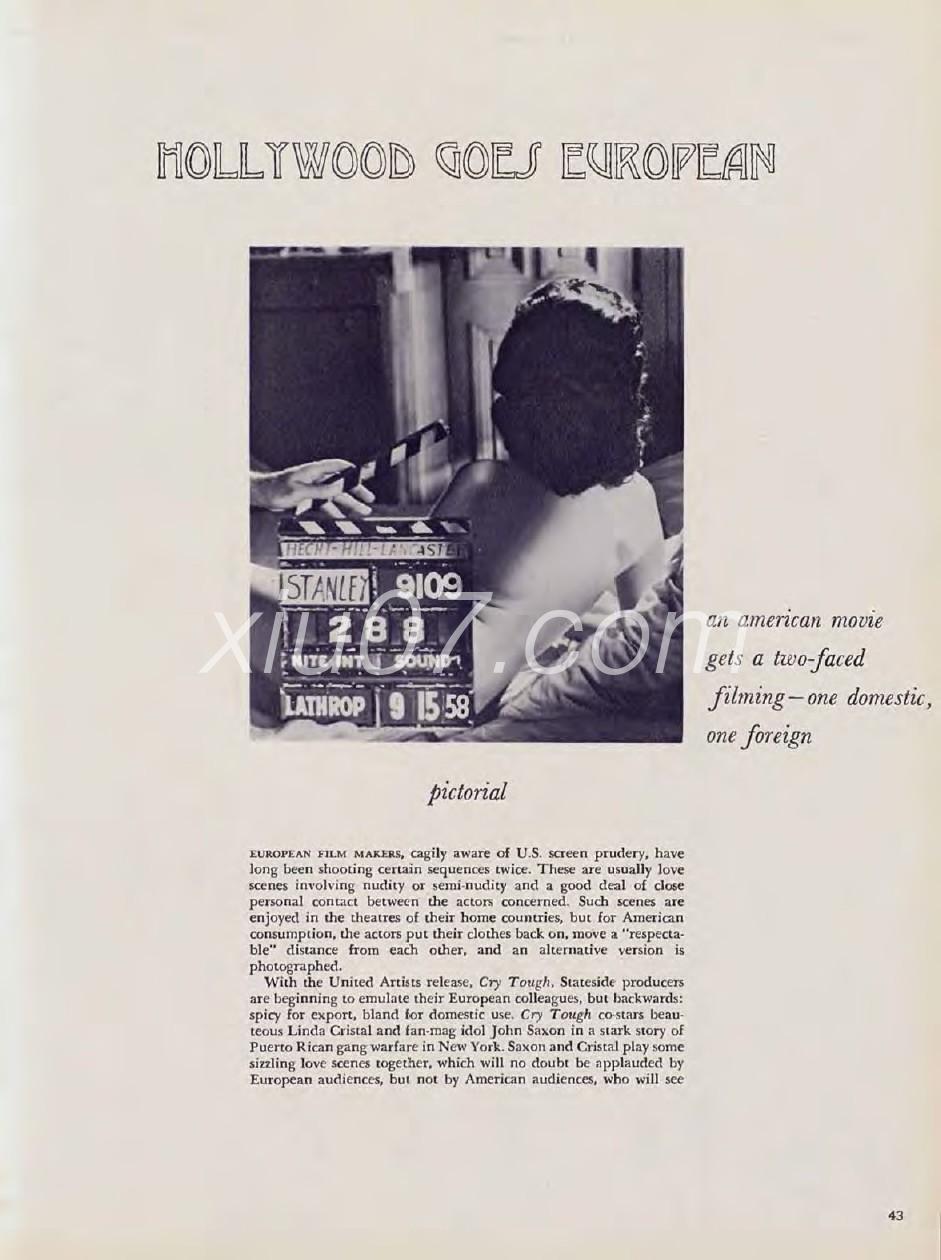 HOLLYWOOD GOES EUROPEAN
HECHT-HILL-LANCASTER
STANLEY 9109
288
NITE INT SOUND
LATHROP 9 15 58
xiu07.com
an american movie
gets a two-faced
filming—one domestic,
one foreign
pictorial
EUROPEAN FILM MAKERS, cagily aware of U.S. screen prudery, have
long been shooting certain sequences twice. These are usually love
scenes involving nudity or semi-nudity and a good deal of close
personal contact between the actors concerned. Such scenes are
enjoyed in the theatres of their home countries, but for American
consumption, the actors put their clothes back on, move a "respecta-
ble" distance from each other, and an alternative version is
photographed.
With the United Artists release, Cry Tough, Stateside producers
are beginning to emulate their European colleagues, but backwards:
spicy for export, bland for domestic use. Cry Tough co-stars beau-
teous Linda Cristal and fan-mag idol John Saxon in a stark story of
Puerto Rican gang warfare in New York. Saxon and Cristal play some
sizzling love scenes together, which will no doubt be applauded by
European audiences, but not by American audiences, who will see
43